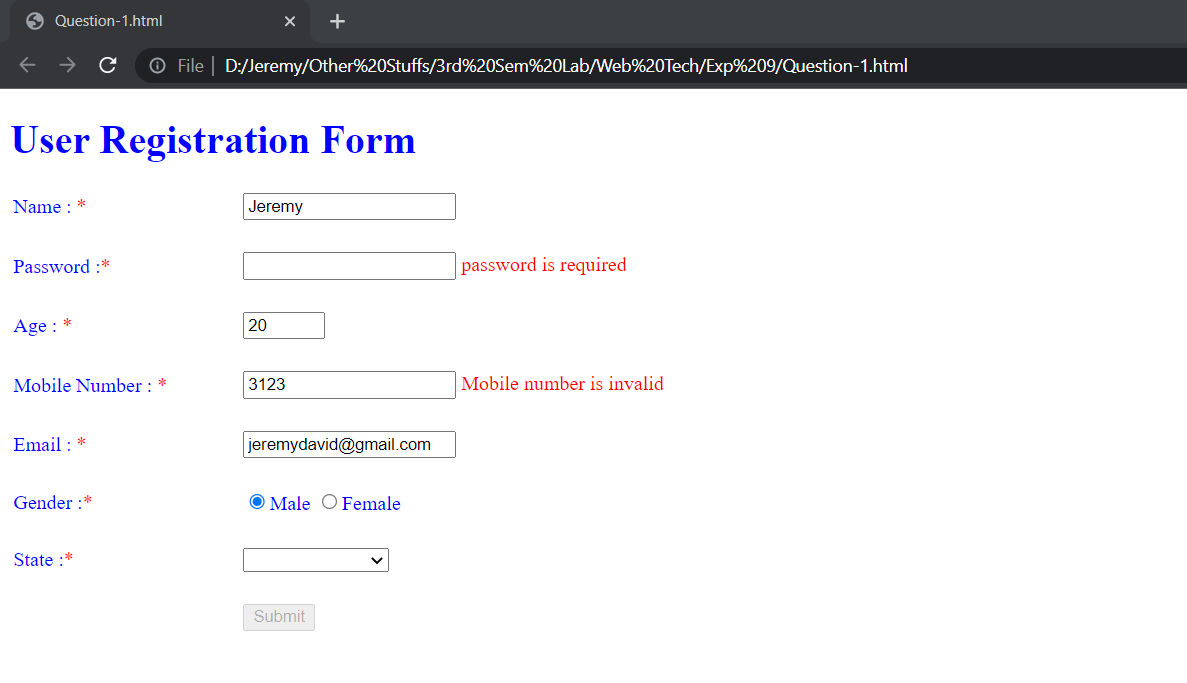 Question-1.html
File | D:/Jeremy/Other%20Stuffs/3rd%20Sem%20Lab/Web%20Tech/Exp%209/Question-1.html
User Registration Form
Name : * Jeremy
Password :* password is required
Age : * 20
Mobile Number : * 3123 Mobile number is invalid
Email : * jeremydavid@gmail.com
Gender :* Male Female
State :*
Submit